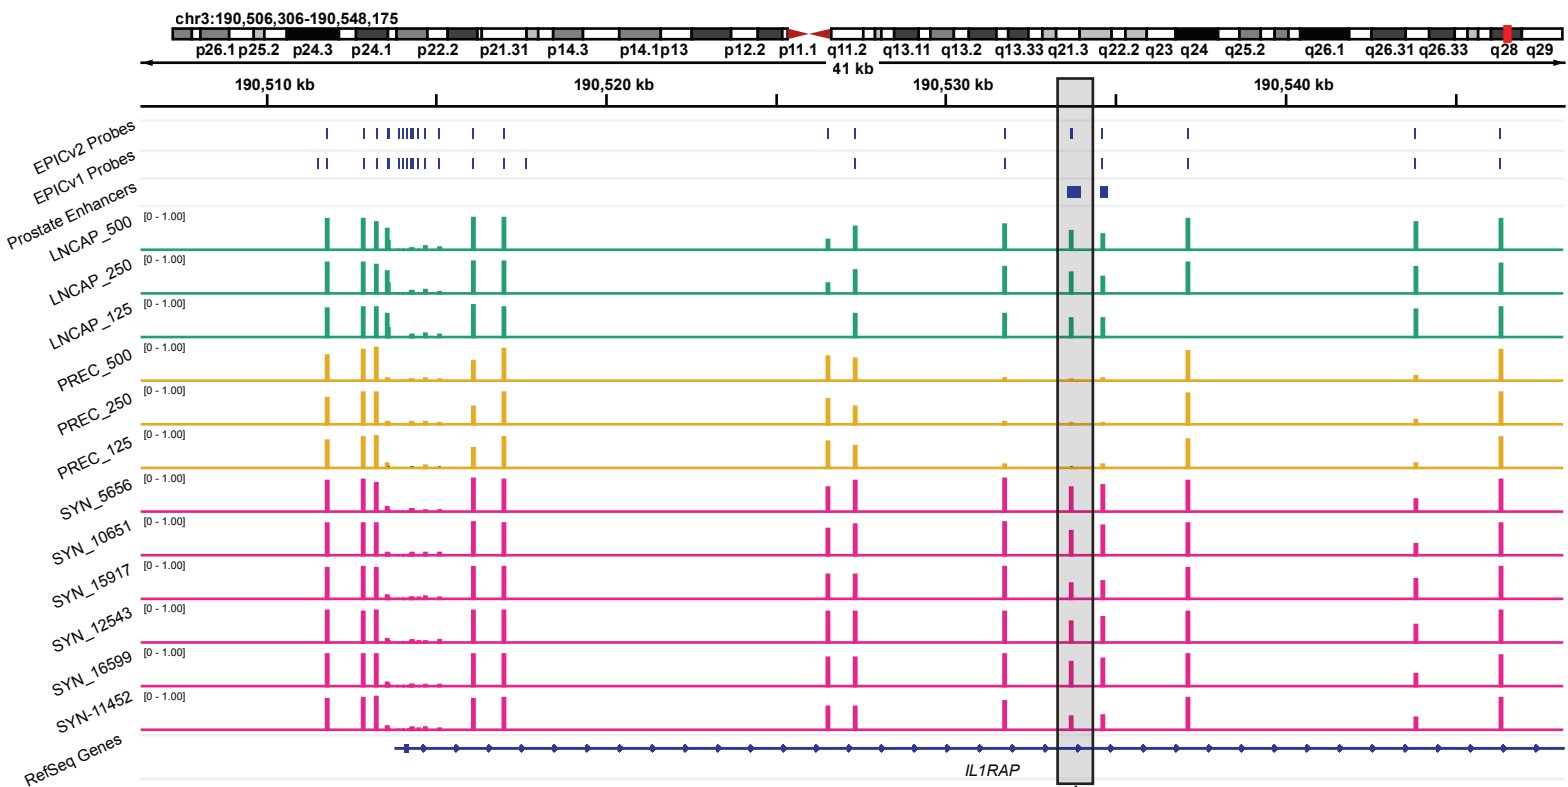 chr3:190,506,306-190,548,175
p26.1 p25.2 p24.3 p24.1 p22.2 p21.31 p14.3 p14.1 p13 p12.2 p11.1 q11.2 q13.11 q13.2 q13.33 q21.3 q22.2 q23 q24 q25.2 q26.1 q26.31 q26.33 q28 q29
41 kb
190,510 kb 190,520 kb 190,530 kb 190,540 kb
EPICv2 Probes
EPICv1 Probes
Prostate Enhancers
LNCAP_500 [0 - 1.00]
LNCAP_250 [0 - 1.00]
LNCAP_125 [0 - 1.00]
PREC_500 [0 - 1.00]
PREC_250 [0 - 1.00]
PREC_125 [0 - 1.00]
SYN_5656 [0 - 1.00]
SYN_10651 [0 - 1.00]
SYN_15917 [0 - 1.00]
SYN_12543 [0 - 1.00]
SYN_16599 [0 - 1.00]
SYN-11452 [0 - 1.00]
RefSeq Genes
IL1RAP